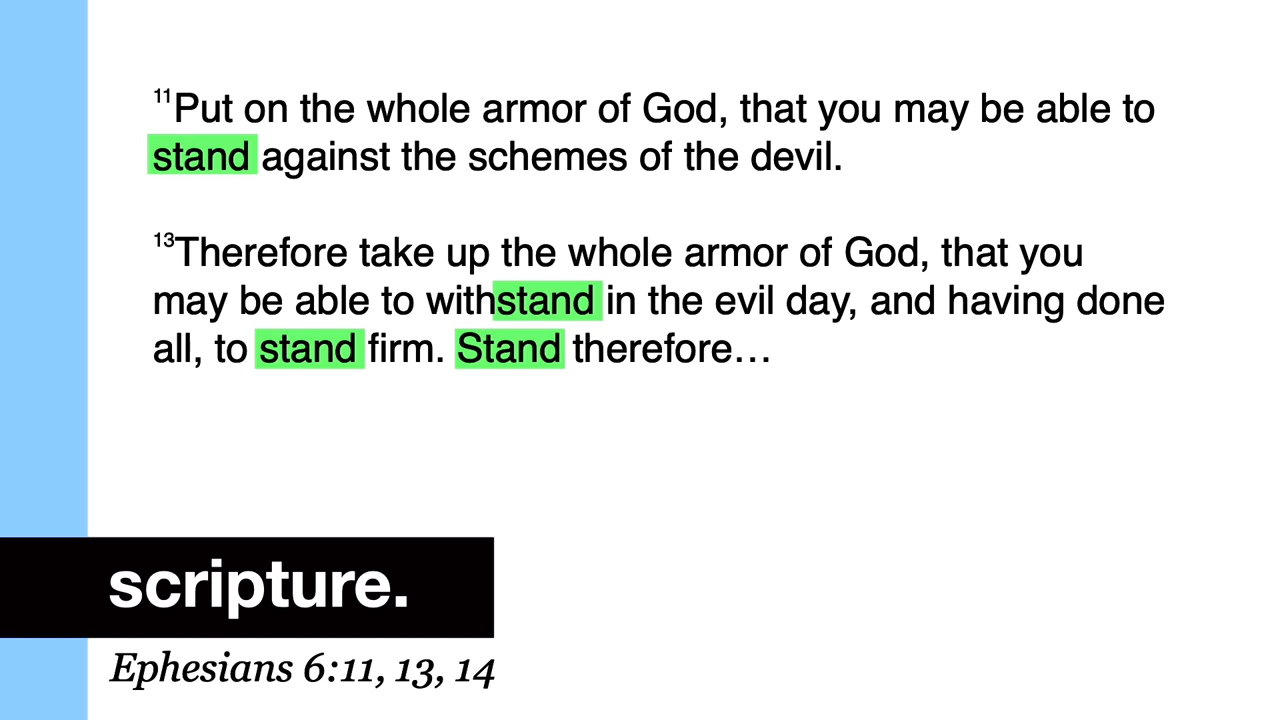 11Put on the whole armor of God, that you may be able to
stand against the schemes of the devil.
13Therefore take up the whole armor of God, that you
may be able to withstand in the evil day, and having done
all, to stand firm. Stand therefore…
scripture.
Ephesians 6:11, 13, 14